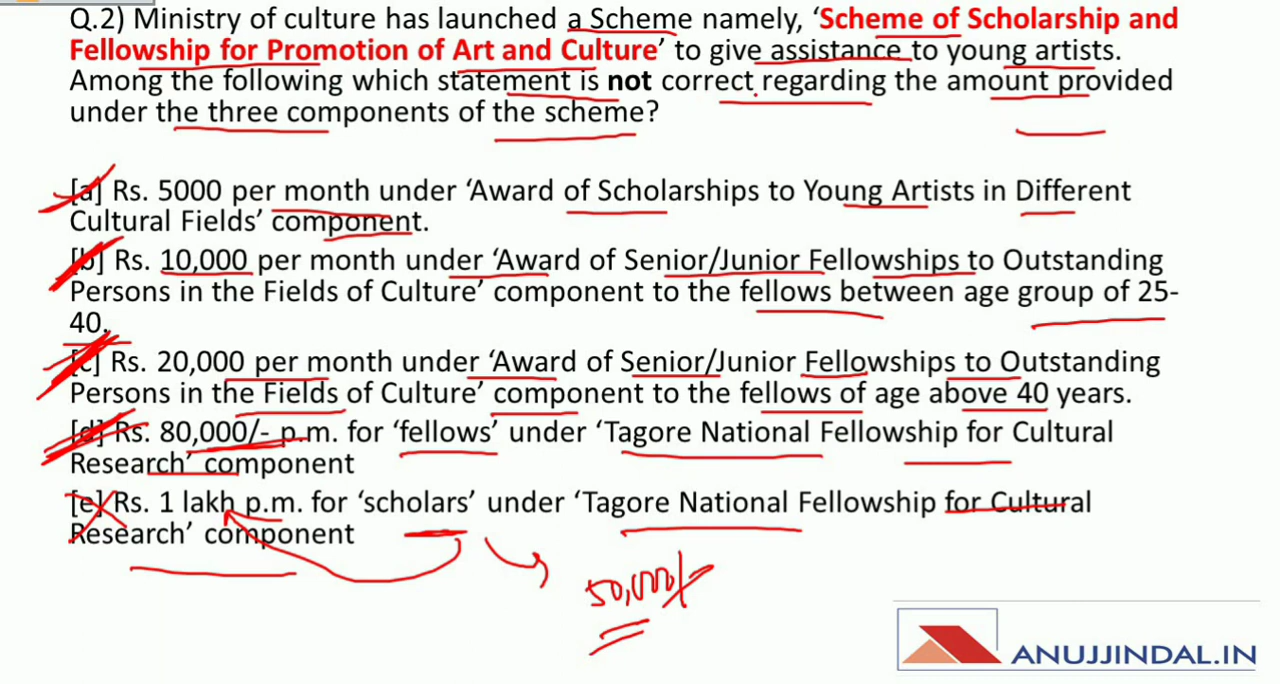 Q.2) Ministry of culture has launched a Scheme namely, ‘Scheme of Scholarship and
Fellowship for Promotion of Art and Culture’ to give assistance to young artists.
Among the following which statement is not correct regarding the amount provided
under the three components of the scheme?
[a] Rs. 5000 per month under ‘Award of Scholarships to Young Artists in Different
Cultural Fields’ component.
[b] Rs. 10,000 per month under ‘Award of Senior/Junior Fellowships to Outstanding
Persons in the Fields of Culture’ component to the fellows between age group of 25-
40.
[c] Rs. 20,000 per month under ‘Award of Senior/Junior Fellowships to Outstanding
Persons in the Fields of Culture’ component to the fellows of age above 40 years.
[d] Rs. 80,000/- p.m. for ‘fellows’ under ‘Tagore National Fellowship for Cultural
Research’ component
[e] Rs. 1 lakh p.m. for ‘scholars’ under ‘Tagore National Fellowship for Cultural
Research’ component
50,000/-
ANUJJINDAL.IN